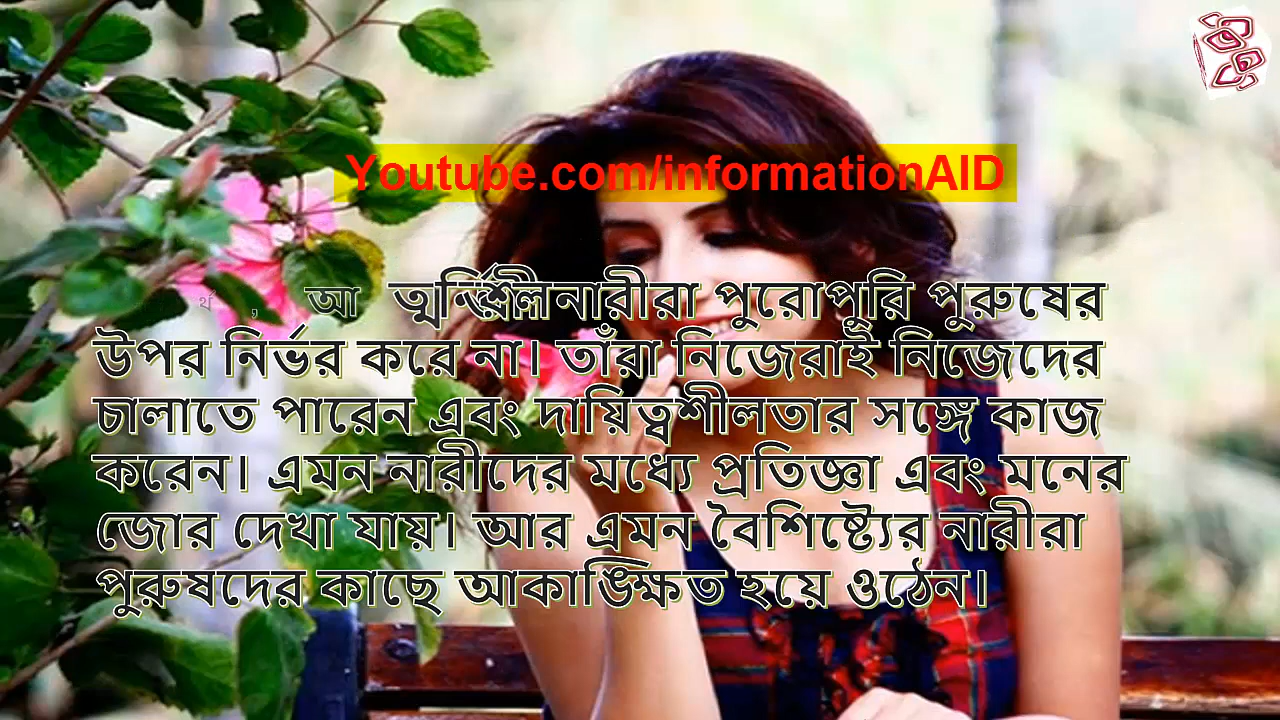 Youtube.com/informationAID
নারীরা পুরোপুরি পুরুষের
উপর নির্ভর করে না। তাঁরা নিজেরাই নিজেদের
চালাতে পারেন এবং দায়িত্বশীলতার সঙ্গে কাজ
করেন। এমন নারীদের মধ্যে প্রতিজ্ঞা এবং মনের
জোর দেখা যায়। আর এমন বৈশিষ্ট্যের নারীরা
পুরুষদের কাছে আকাঙ্ক্ষিত হয়ে ওঠেন।